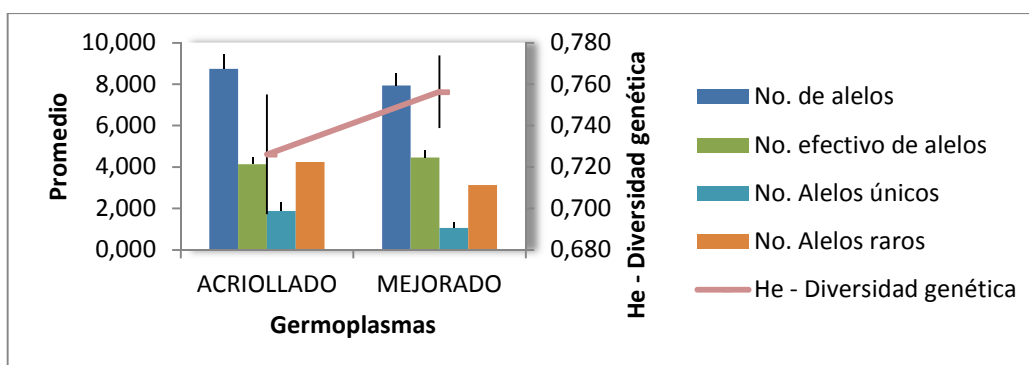 Promedio
10,000
8,000
6,000
4,000
2,000
0,000
0,780
0,760
0,740
0,720
0,700
0,680
He - Diversidad genética
ACRIOLLADO
MEJORADO
Germoplasmas
No. de alelos
No. efectivo de alelos
No. Alelos únicos
No. Alelos raros
He - Diversidad genética